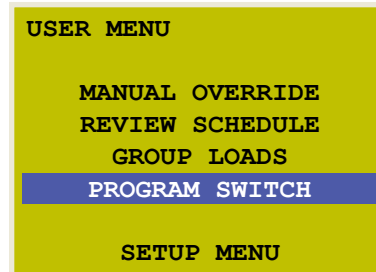 USER MENU
MANUAL OVERRIDE
REVIEW SCHEDULE
GROUP LOADS
PROGRAM SWITCH
SETUP MENU